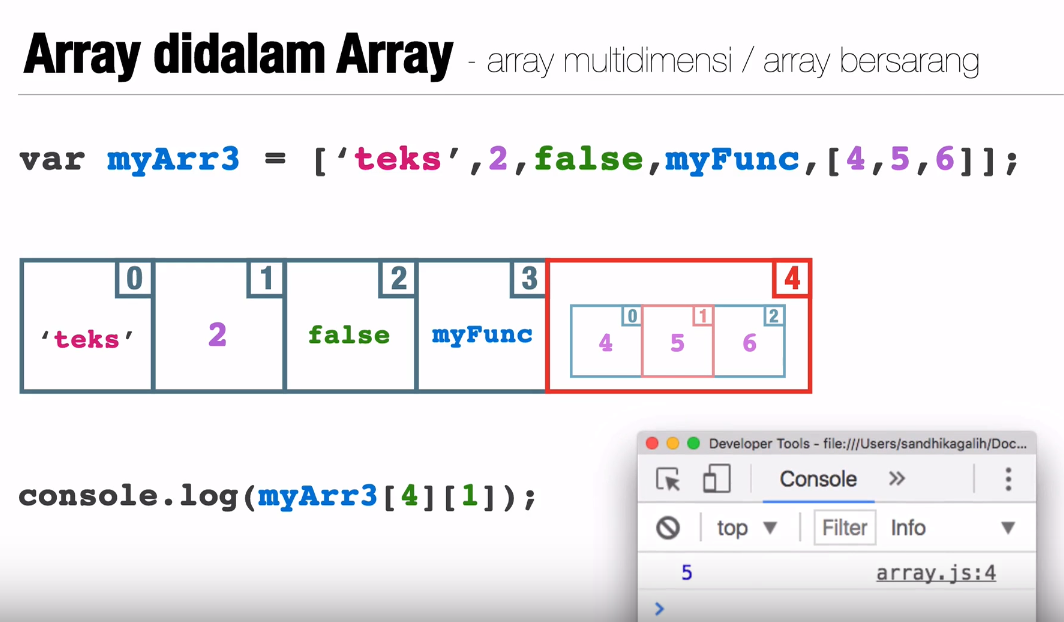 Array didalam Array - array multidimensi / array bersarang
var myArr3 = [‘teks’,2,false,myFunc,[4,5,6]];
0 1 2 3 4
‘teks’ 2 false myFunc
0 1 2
4 5 6
console.log(myArr3[4][1]);
Developer Tools - file:///Users/sandhikagalih/Doc...
Console »
top ▼ Filter Info ▼
5 array.js:4
>